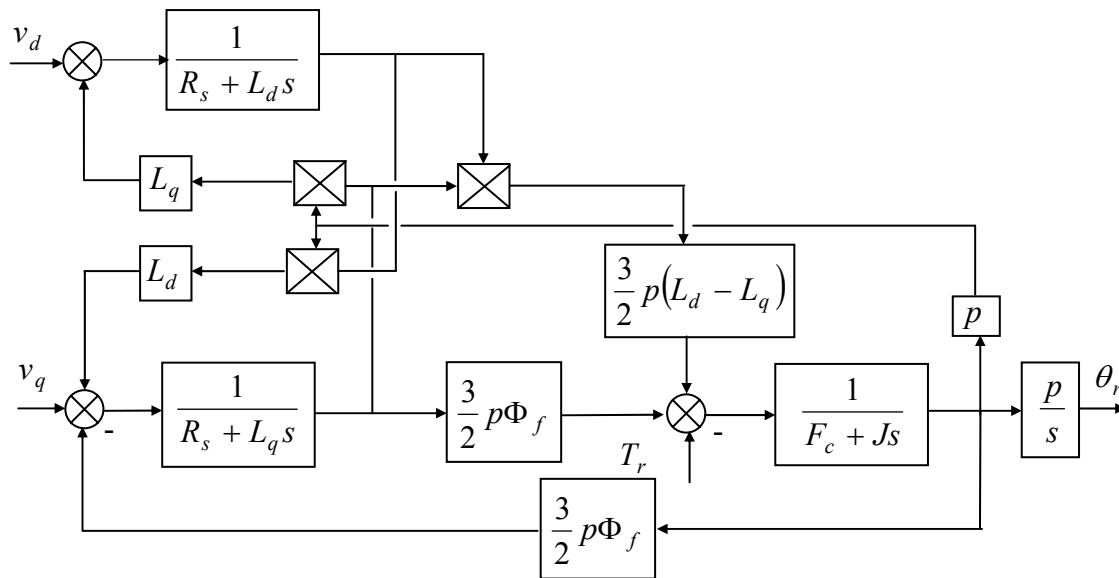 v_d
1 / (R_s + L_d s)
L_q
L_d
3/2 p(L_d − L_q)
p
v_q
-
1 / (R_s + L_q s)
3/2 pΦ_f
T_r
-
1 / (F_c + Js)
p/s
θ_r
3/2 pΦ_f